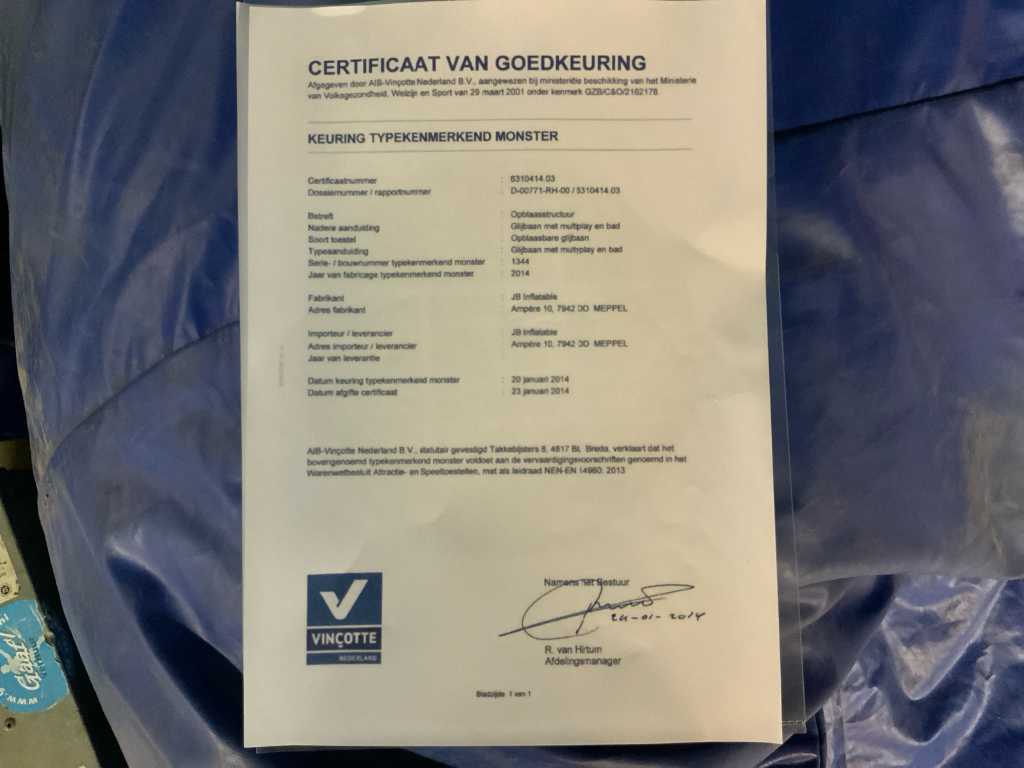 CERTIFICAAT VAN GOEDKEURING
Afgegeven door AIB-Vinçotte Nederland B.V., aangewezen bij ministeriële beschikking van het Ministerie
van Volksgezondheid, Welzijn en Sport van 29 maart 2001 onder kenmerk GZB/C&O/2162178.
KEURING TYPEKENMERKEND MONSTER
Certificaatnummer : 6310414.03
Dossiernummer / rapportnummer : D-00771-RH-00 / 5310414.03
Betreft : Opblaasstructuur
Nadere aanduiding : Glijbaan met multiplay en bad
Soort toestel : Opblaasbare glijbaan
Typeaanduiding : Glijbaan met multyplay en bad
Serie- / bouwnummer typekenmerkend monster : 1344
Jaar van fabricage typekenmerkend monster : 2014
Fabrikant : JB Inflatable
Adres fabrikant : Ampère 10, 7942 DD MEPPEL
Importeur / leverancier : JB Inflatable
Adres importeur / leverancier : Ampère 10, 7942 DD MEPPEL
Jaar van leverantie :
Datum keuring typekenmerkend monster : 20 januari 2014
Datum afgifte certificaat : 23 januari 2014
AIB-Vinçotte Nederland B.V., statutair gevestigd Takkebijsters 8, 4817 BL Breda, verklaart dat het
bovengenoemd typekenmerkend monster voldoet aan de vervaardigingsvoorschriften genoemd in het
Warenwetbesluit Attractie- en Speeltoestellen, met als leidraad NEN-EN 14960: 2013
Namens het Bestuur
24-01-2014
VINÇOTTE
NEDERLAND
R. van Hirtum
Afdelingsmanager
Bladzijde 1 van 1
Gaaf
www.